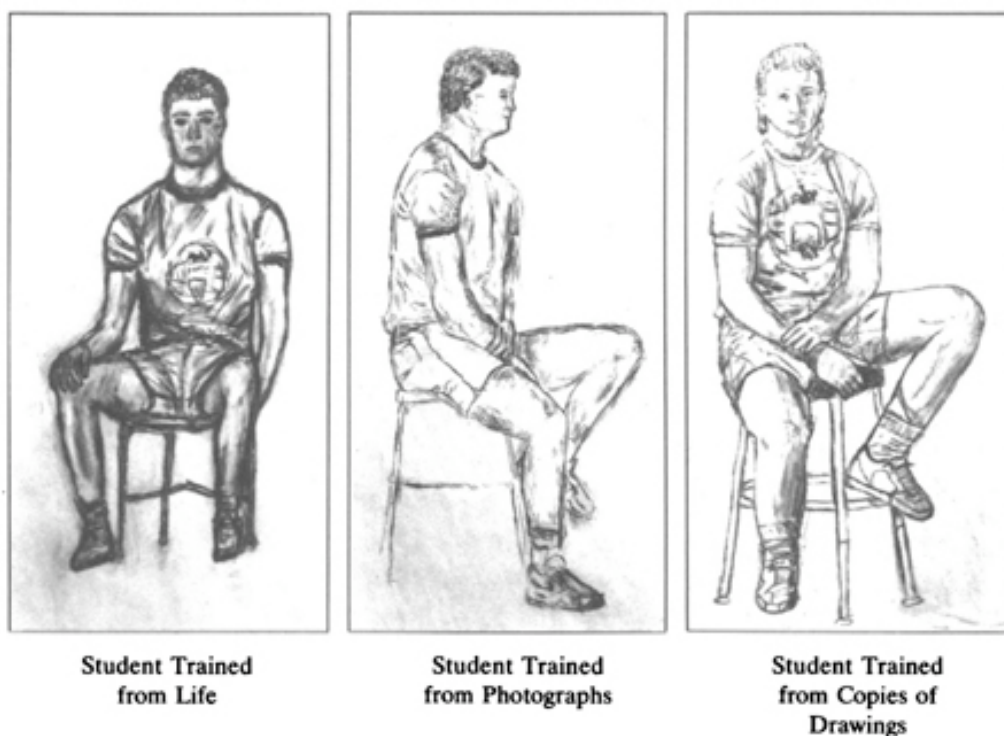 Student Trained
from Life
Student Trained
from Photographs
Student Trained
from Copies of
Drawings